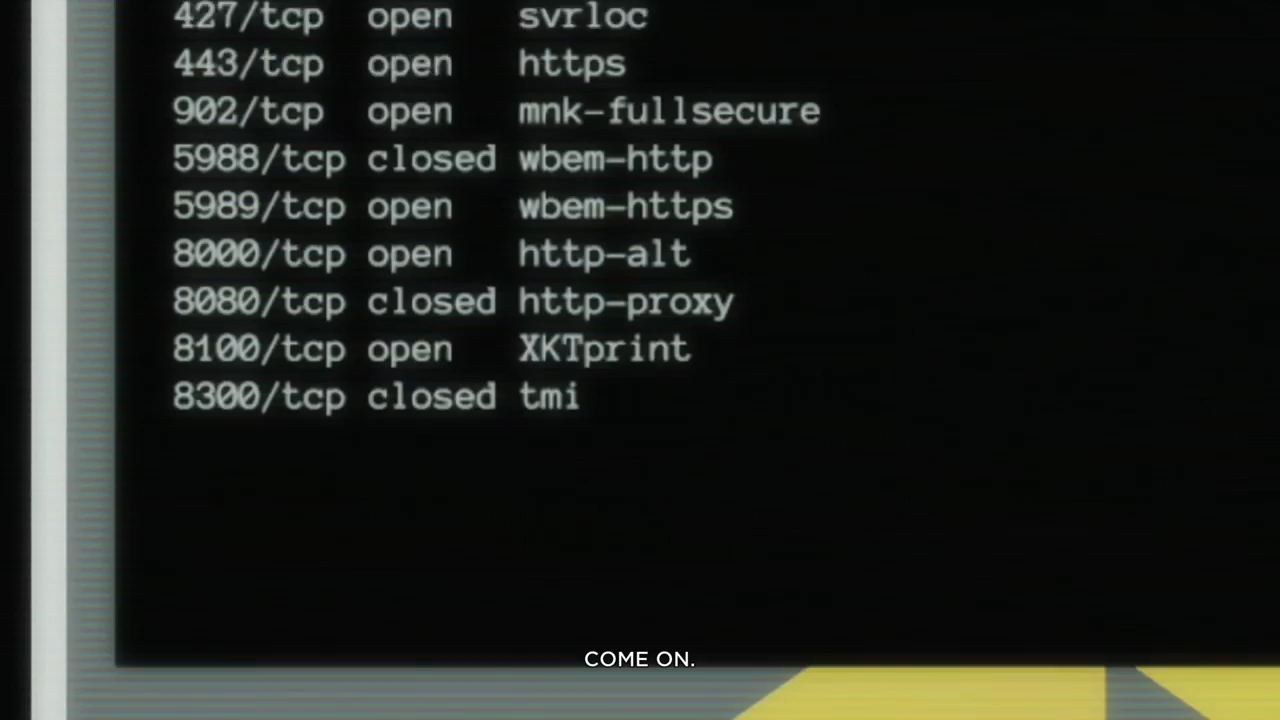 427/tcp open svrloc
443/tcp open https
902/tcp open mnk-fullsecure
5988/tcp closed wbem-http
5989/tcp open wbem-https
8000/tcp open http-alt
8080/tcp closed http-proxy
8100/tcp open XKTprint
8300/tcp closed tmi
COME ON.